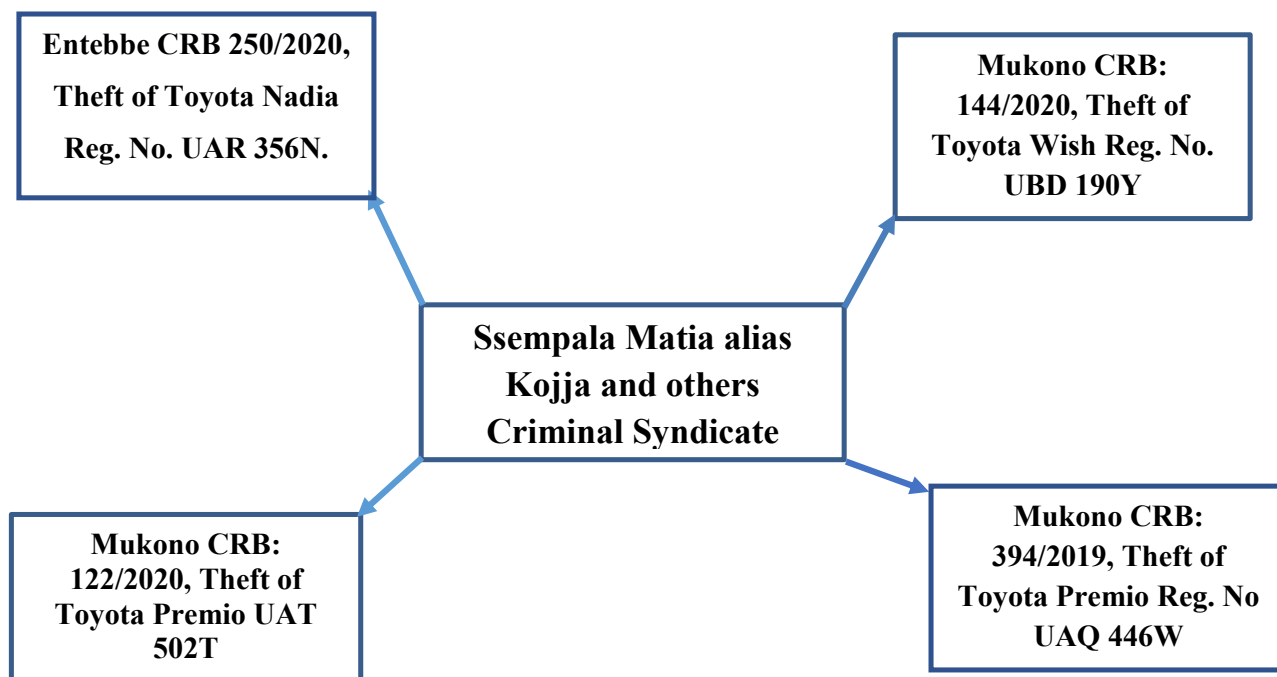 Entebbe CRB 250/2020,
Theft of Toyota Nadia
Reg. No. UAR 356N.
Mukono CRB:
144/2020, Theft of
Toyota Wish Reg. No.
UBD 190Y
Ssempala Matia alias
Kojja and others
Criminal Syndicate
Mukono CRB:
122/2020, Theft of
Toyota Premio UAT
502T
Mukono CRB:
394/2019, Theft of
Toyota Premio Reg. No
UAQ 446W